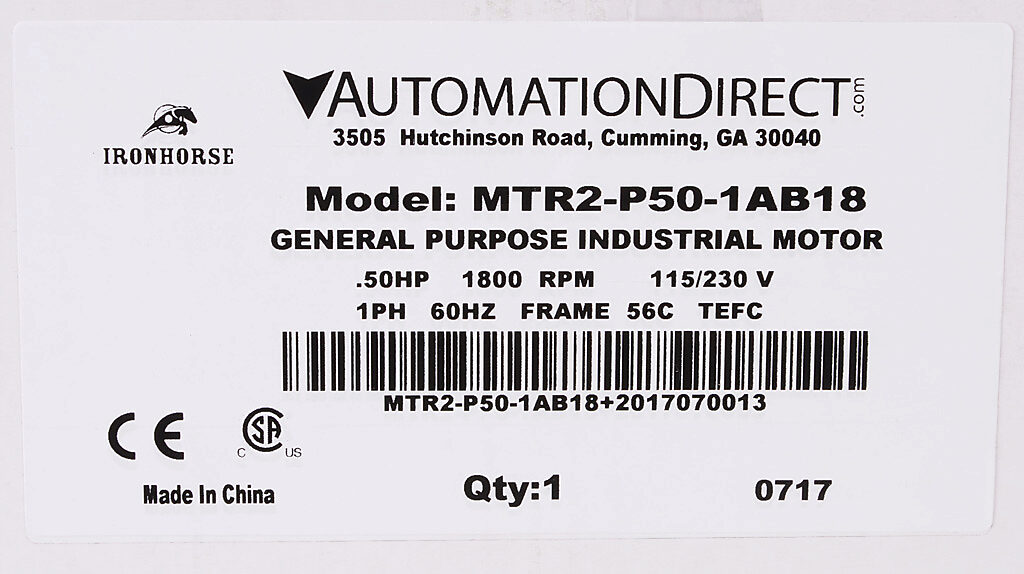 AUTOMATIONDIRECT.com
3505 Hutchinson Road, Cumming, GA 30040
IRONHORSE
Model: MTR2-P50-1AB18
GENERAL PURPOSE INDUSTRIAL MOTOR
.50HP 1800 RPM 115/230 V
1PH 60HZ FRAME 56C TEFC
MTR2-P50-1AB18+2017070013
CE C SA US
Made In China Qty:1 0717